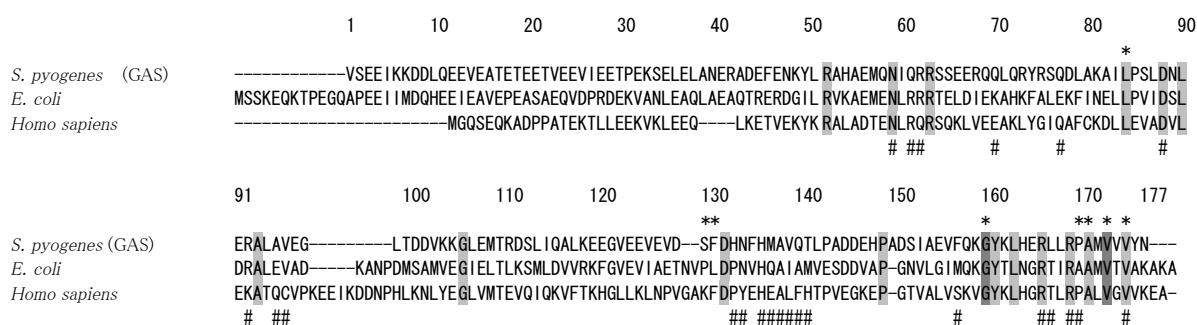 1 10 20 30 40 50 60 70 80 90
*
S. pyogenes (GAS) ------------VSEEIKKDDLQEEVEATETEETVEEVIEETPEKSELELANERADEFENKYLRAHAEMQNIQRRSSEERQQLQRYRSQDLAKAILPSLDNL
E. coli MSSKEQKTPEGQAPEEIIMDQHEEIEAVEPEASAEQVDPRDEKVANLEAQLAEAQTRERDGILRVKAEMENLRRRTELDIEKAHKFALEKFINELLPVIDSL
Homo sapiens -----------------------MGQSEQKADPPATEKTLLEEKVKLEEQ----LKETVEKYKRALADTENLRQRSQKLVEEAKLYGIQAFCKDLLEVADVL
# ## # # #
91 100 110 120 130 140 150 160 170 177
** * ** * *
S. pyogenes (GAS) ERALAVEG---------LTDDVKKGLEMTRDSLIQALKEEGVEEVEVD--SFDHNFHMAVQTLPADDEHPADSIAEVFQKGYKLHERLLRPAMVVVYN---
E. coli DRALEVAD-----KANPDMSAMVEGIELTLKSMLDVVRKFGVEVIAETNVPLDPNVHQAIAMVESDDVAP-GNVLGIMQKGYTLNGRTIRAAMVTVAKAKA
Homo sapiens EKATQCVPKEEIKDDNPHLKNLYEGLVMTEVQIQKVFTKHGLLKLNPVGAKFDPYEHEALFHTPVEGKEP-GTVALVSKVGYKLHGRTLRPALVGVVKEA-
# ## ## ###### # ## ## #